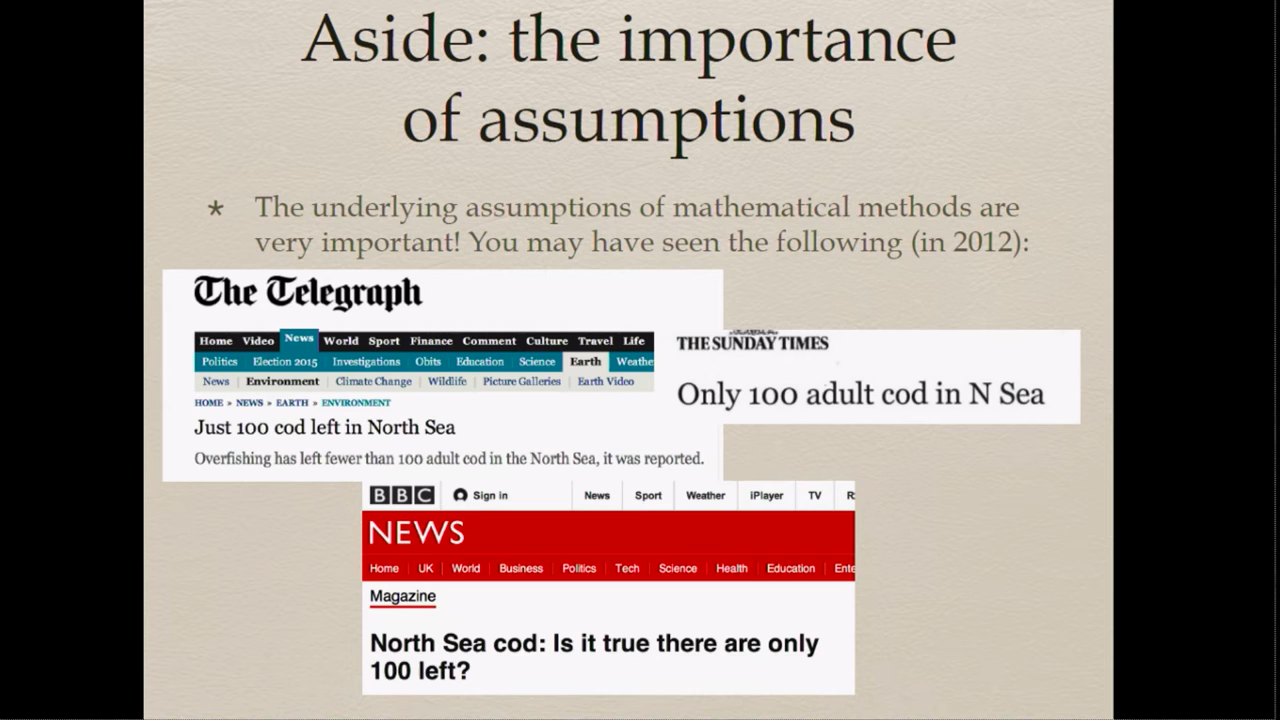 Aside: the importance
of assumptions
* The underlying assumptions of mathematical methods are
very important! You may have seen the following (in 2012):
The Telegraph
Home Video News World Sport Finance Comment Culture Travel Life
Politics Election 2015 Investigations Obits Education Science Earth Weathe
News Environment Climate Change Wildlife Picture Galleries Earth Video
HOME » NEWS » EARTH » ENVIRONMENT
Just 100 cod left in North Sea
Overfishing has left fewer than 100 adult cod in the North Sea, it was reported.
THE SUNDAY TIMES
Only 100 adult cod in N Sea
BBC Sign in News Sport Weather iPlayer TV R
NEWS
Home UK World Business Politics Tech Science Health Education Ente
Magazine
North Sea cod: Is it true there are only
100 left?